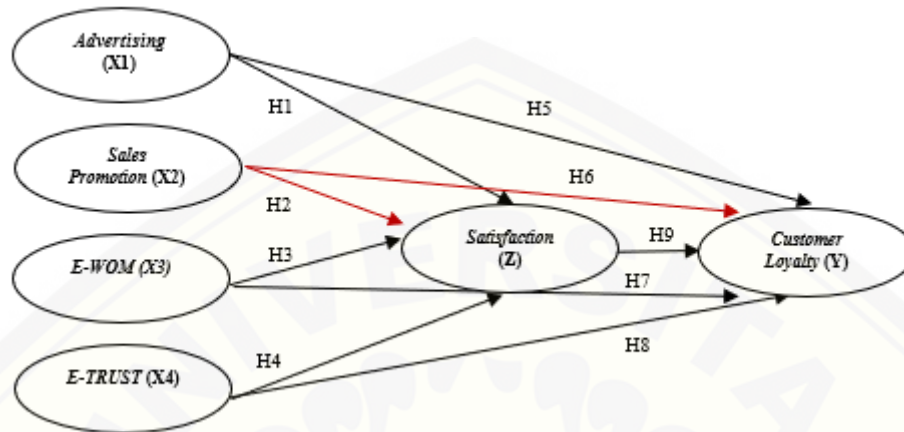 Advertising
(X1)
H1
H5
Sales
Promotion (X2)
H2
H6
E-WOM (X3)
H3
Satisfaction
(Z)
H9
Customer
Loyalty (Y)
H7
E-TRUST (X4)
H4
H8
UNIVERSITA